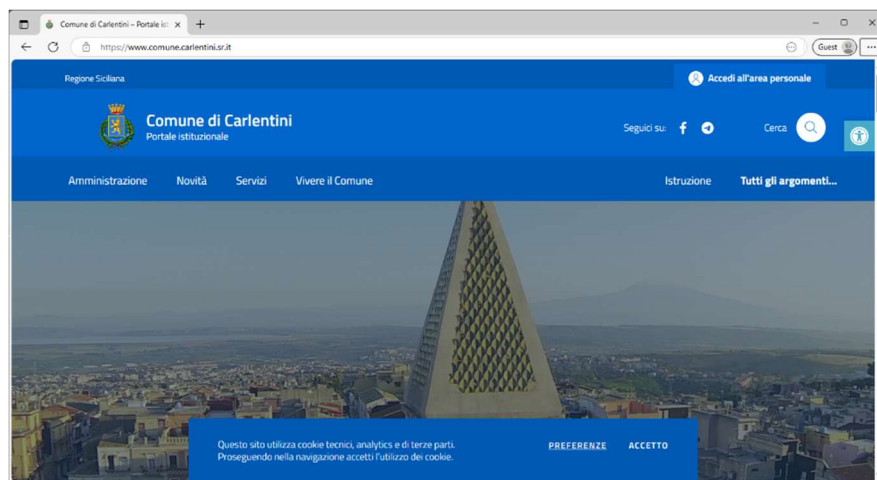 Comune di Carlentini – Portale is
https://www.comune.carlentini.sr.it
Guest
Regione Siciliana
Accedi all'area personale
Comune di Carlentini
Portale istituzionale
Seguici su:
Cerca
Amministrazione Novità Servizi Vivere il Comune Istruzione Tutti gli argomenti...
Questo sito utilizza cookie tecnici, analytics e di terze parti.
Proseguendo nella navigazione accetti l'utilizzo dei cookie.
PREFERENZE ACCETTO